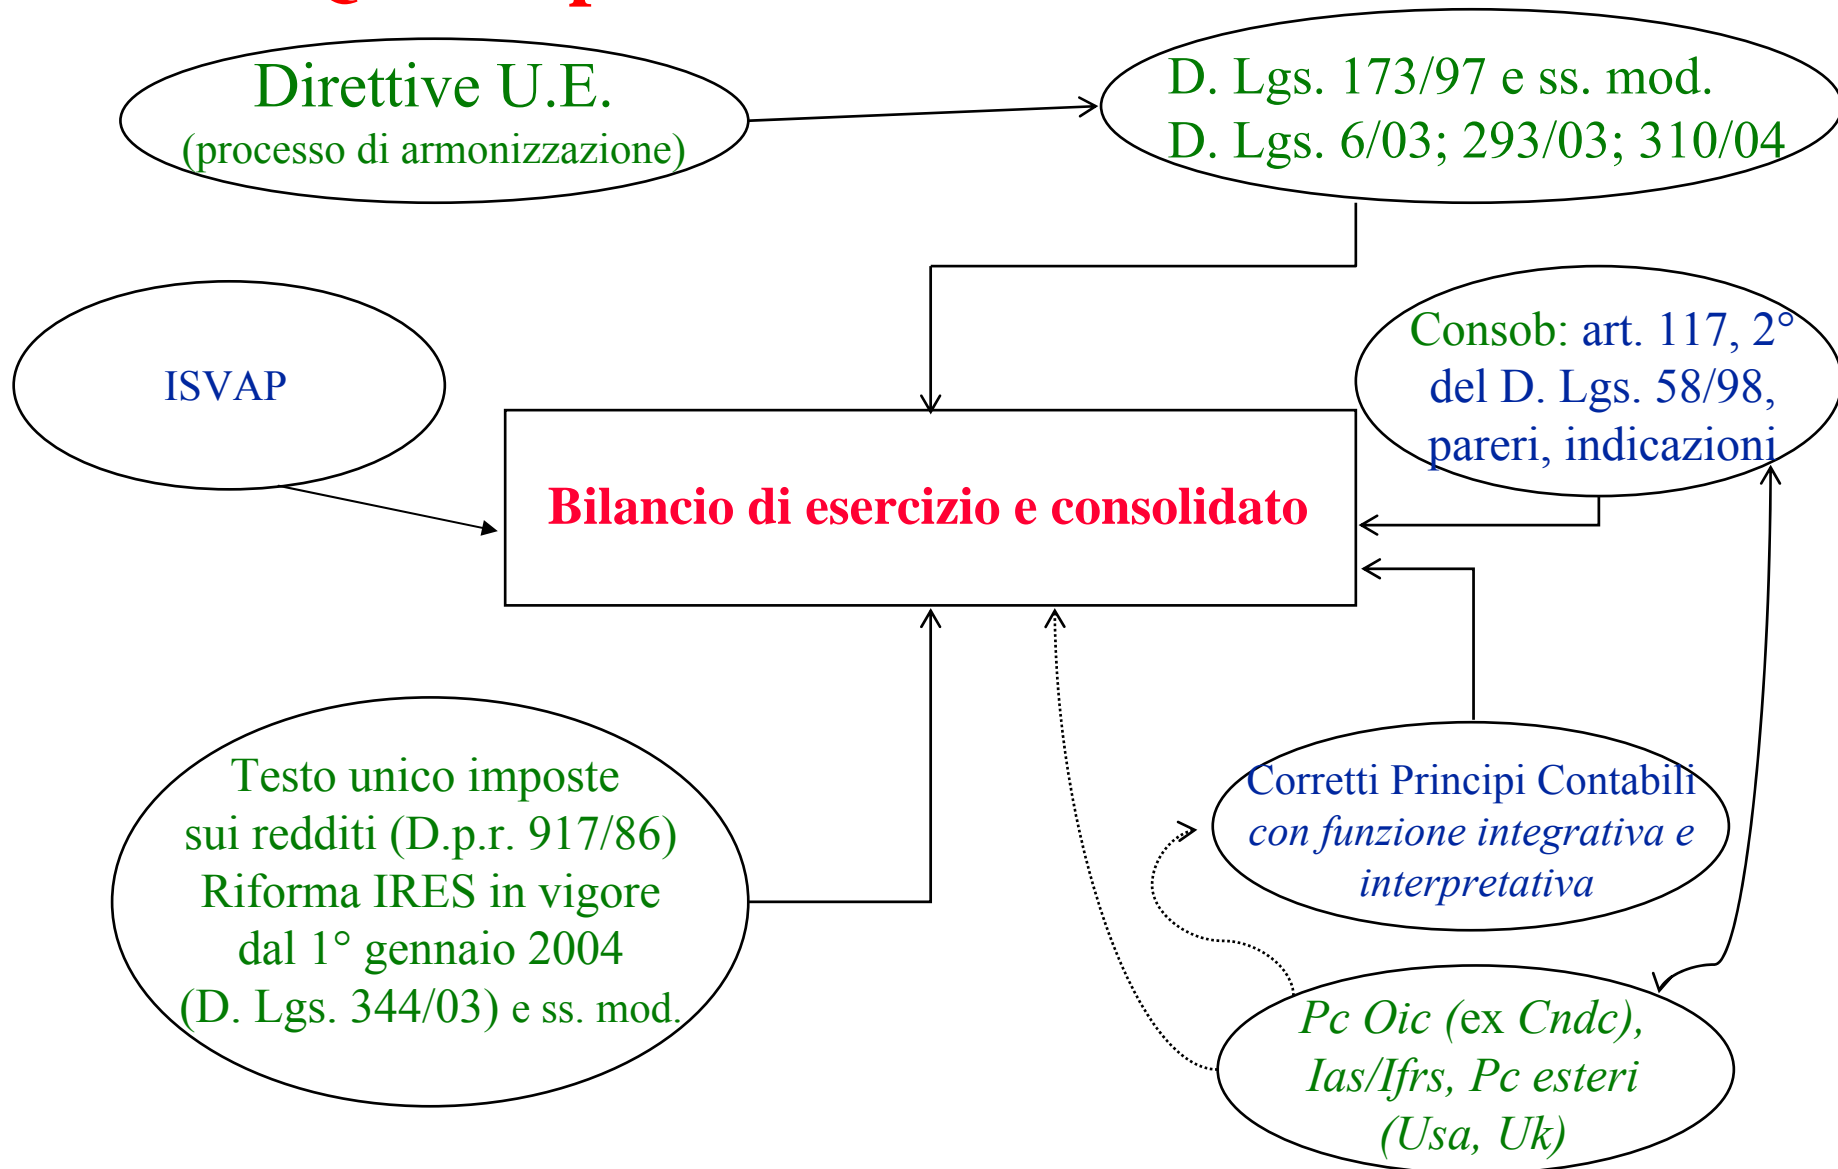 Direttive U.E.
(processo di armonizzazione)
D. Lgs. 173/97 e ss. mod.
D. Lgs. 6/03; 293/03; 310/04
ISVAP
Consob: art. 117, 2°
del D. Lgs. 58/98,
pareri, indicazioni
Bilancio di esercizio e consolidato
Testo unico imposte
sui redditi (D.p.r. 917/86)
Riforma IRES in vigore
dal 1° gennaio 2004
(D. Lgs. 344/03) e ss. mod.
Corretti Principi Contabili
con funzione integrativa e
interpretativa
Pc Oic (ex Cndc),
Ias/Ifrs, Pc esteri
(Usa, Uk)